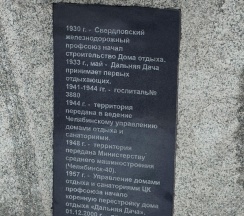 1930 г. - Свердловский
железнодорожный
профсоюз начал
строительство Дома отдыха.
1933 г., май - Дальняя Дача
принимает первых
отдыхающих.
1941-1944 гг. - госпиталь№
3880
1944 г. - территория
передана в ведение
Челябинскому управлению
домами отдыха и
санаториями.
1948 г. - территория
передана Министерству
среднего машиностроения
(Челябинск-40).
1957 г. - Управление домами
отдыха и санаториями ЦК
профсоюза начало
коренную перестройку дома
отдыха «Дальняя Дача».
01.12.2000 г.